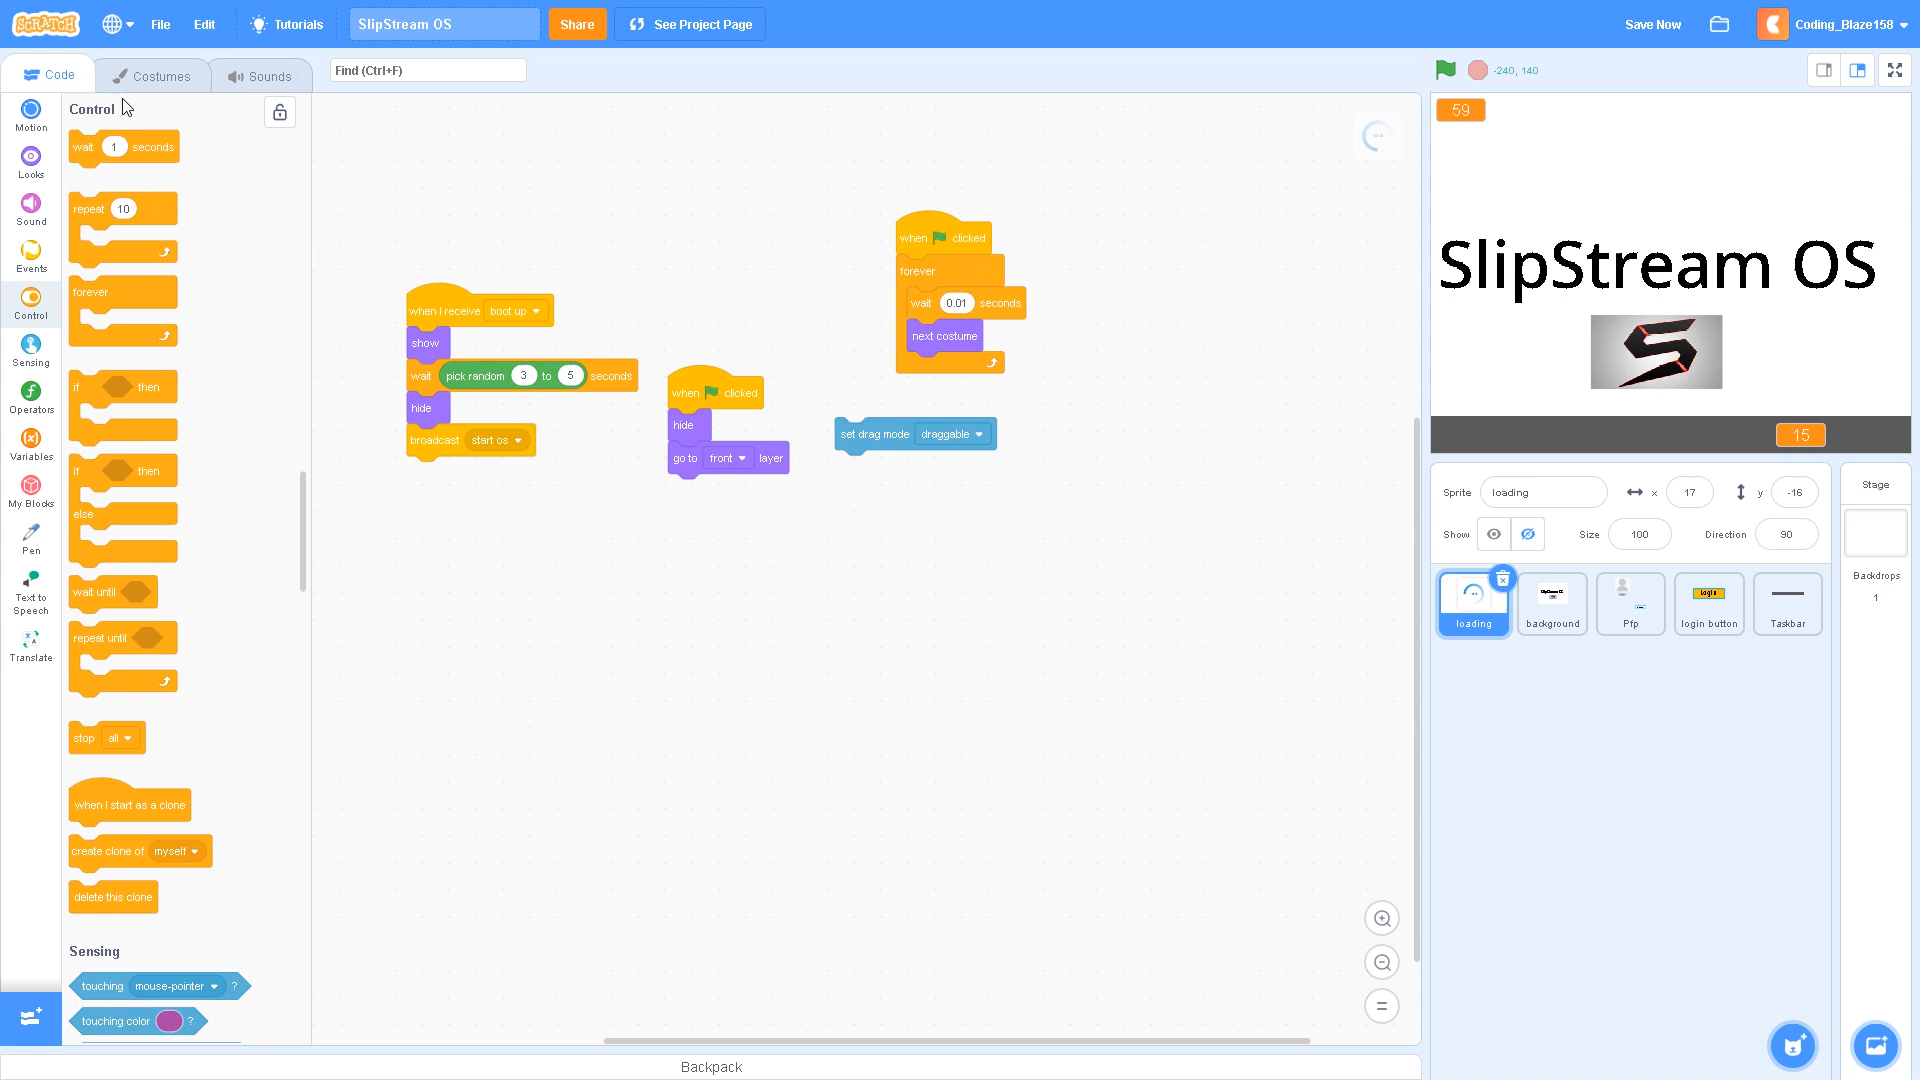 SCRATCH File Edit Tutorials SlipStream OS Share See Project Page Save Now Coding_Blaze158
Code Costumes Sounds Find (Ctrl+F) -240, 140
Motion
Looks
Sound
Events
Control
Sensing
Operators
Variables
My Blocks
Pen
Text to
Speech
Translate
Control
wait 1 seconds
repeat 10
forever
if then
if then
else
wait until
repeat until
stop all
when I start as a clone
create clone of myself
delete this clone
Sensing
touching mouse-pointer ?
touching color ?
when I receive boot up
show
wait pick random 3 to 5 seconds
hide
broadcast start os
when clicked
hide
go to front layer
when clicked
forever
wait 0.01 seconds
next costume
set drag mode draggable
59
SlipStream OS
15
Sprite loading x 17 y -16
Show Size 100 Direction 90
loading
background
Pfp
login
login button
Taskbar
Stage
Backdrops
1
Backpack